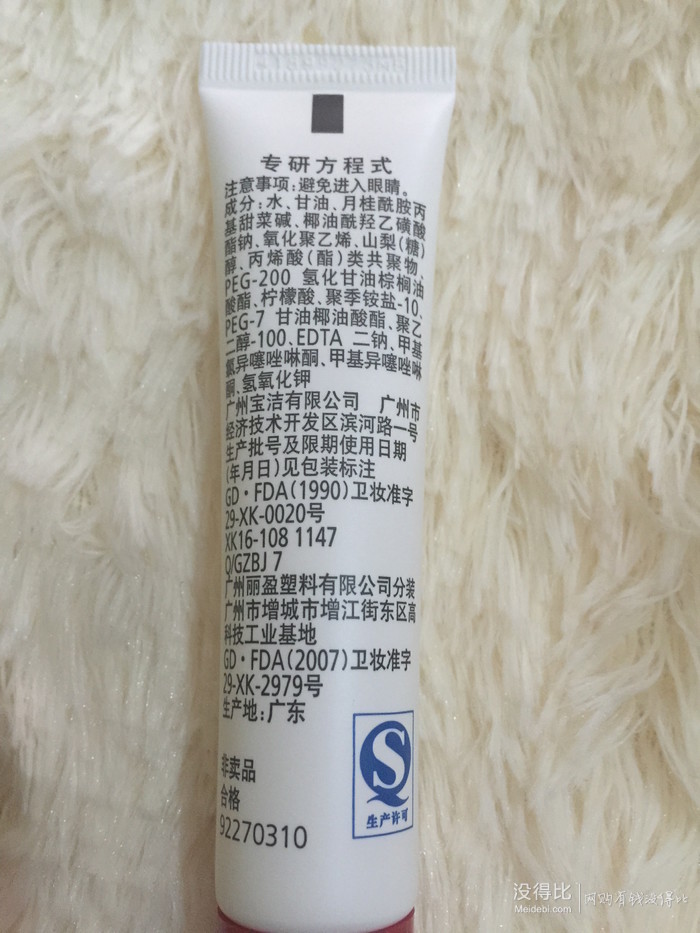 专研方程式
注意事项:避免进入眼睛。
成分:水、甘油、月桂酰胺丙
基甜菜碱、椰油酰羟乙磺酸
酯钠、氧化聚乙烯、山梨(糖)
醇、丙烯酸(酯)类共聚物、
PEG-200 氢化甘油棕榈油
酸酯、柠檬酸、聚季铵盐-10、
PEG-7 甘油椰油酸酯、聚乙
二醇-100、EDTA 二钠、甲基
氯异噻唑啉酮、甲基异噻唑啉
酮、氢氧化钾
广州宝洁有限公司 广州市
经济技术开发区滨河路一号
生产批号及限期使用日期
(年月日)见包装标注
GD·FDA(1990)卫妆准字
29-XK-0020号
XK16-108 1147
Q/GZBJ 7
广州丽盈塑料有限公司分装
广州市增城市增江街东区高
科技工业基地
GD·FDA(2007)卫妆准字
29-XK-2979号
生产地:广东
非卖品
合格
92270310
S
生产许可
没得比
Meidebi.com
网购有我没得比